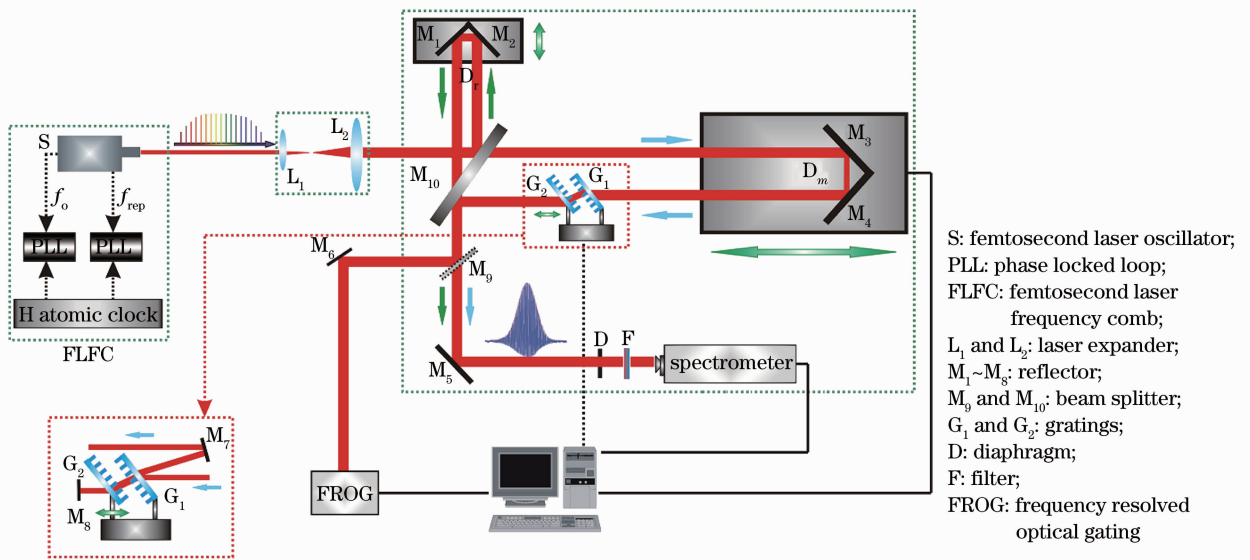 M₁
M₂
Dᵣ
S
L₂
L₁
M₁₀
M₃
Dₘ
M₄
G₂
G₁
fₒ
f_rep
PLL
PLL
H atomic clock
FLFC
M₆
M₉
M₅
D
F
spectrometer
M₇
G₂
G₁
M₈
FROG
S: femtosecond laser oscillator;
PLL: phase locked loop;
FLFC: femtosecond laser
frequency comb;
L₁ and L₂: laser expander;
M₁~M₈: reflector;
M₉ and M₁₀: beam splitter;
G₁ and G₂: gratings;
D: diaphragm;
F: filter;
FROG: frequency resolved
optical gating